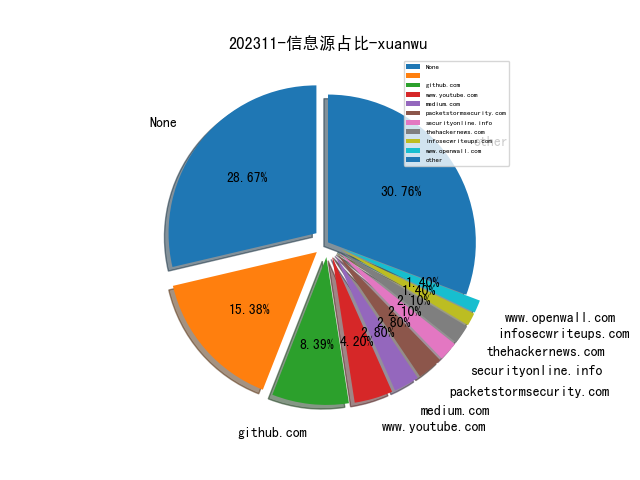 202311-信息源占比-xuanwu
None
github.com
www.youtube.com
medium.com
packetstormsecurity.com
securityonline.info
thehackernews.com
infosecwriteups.com
www.openwall.com
other
other
None
28.67%
30.76%
15.38%
8.39%
4.20%
2.80%
2.80%
2.10%
2.10%
1.40%
1.40%
www.openwall.com
infosecwriteups.com
thehackernews.com
securityonline.info
packetstormsecurity.com
medium.com
www.youtube.com
github.com